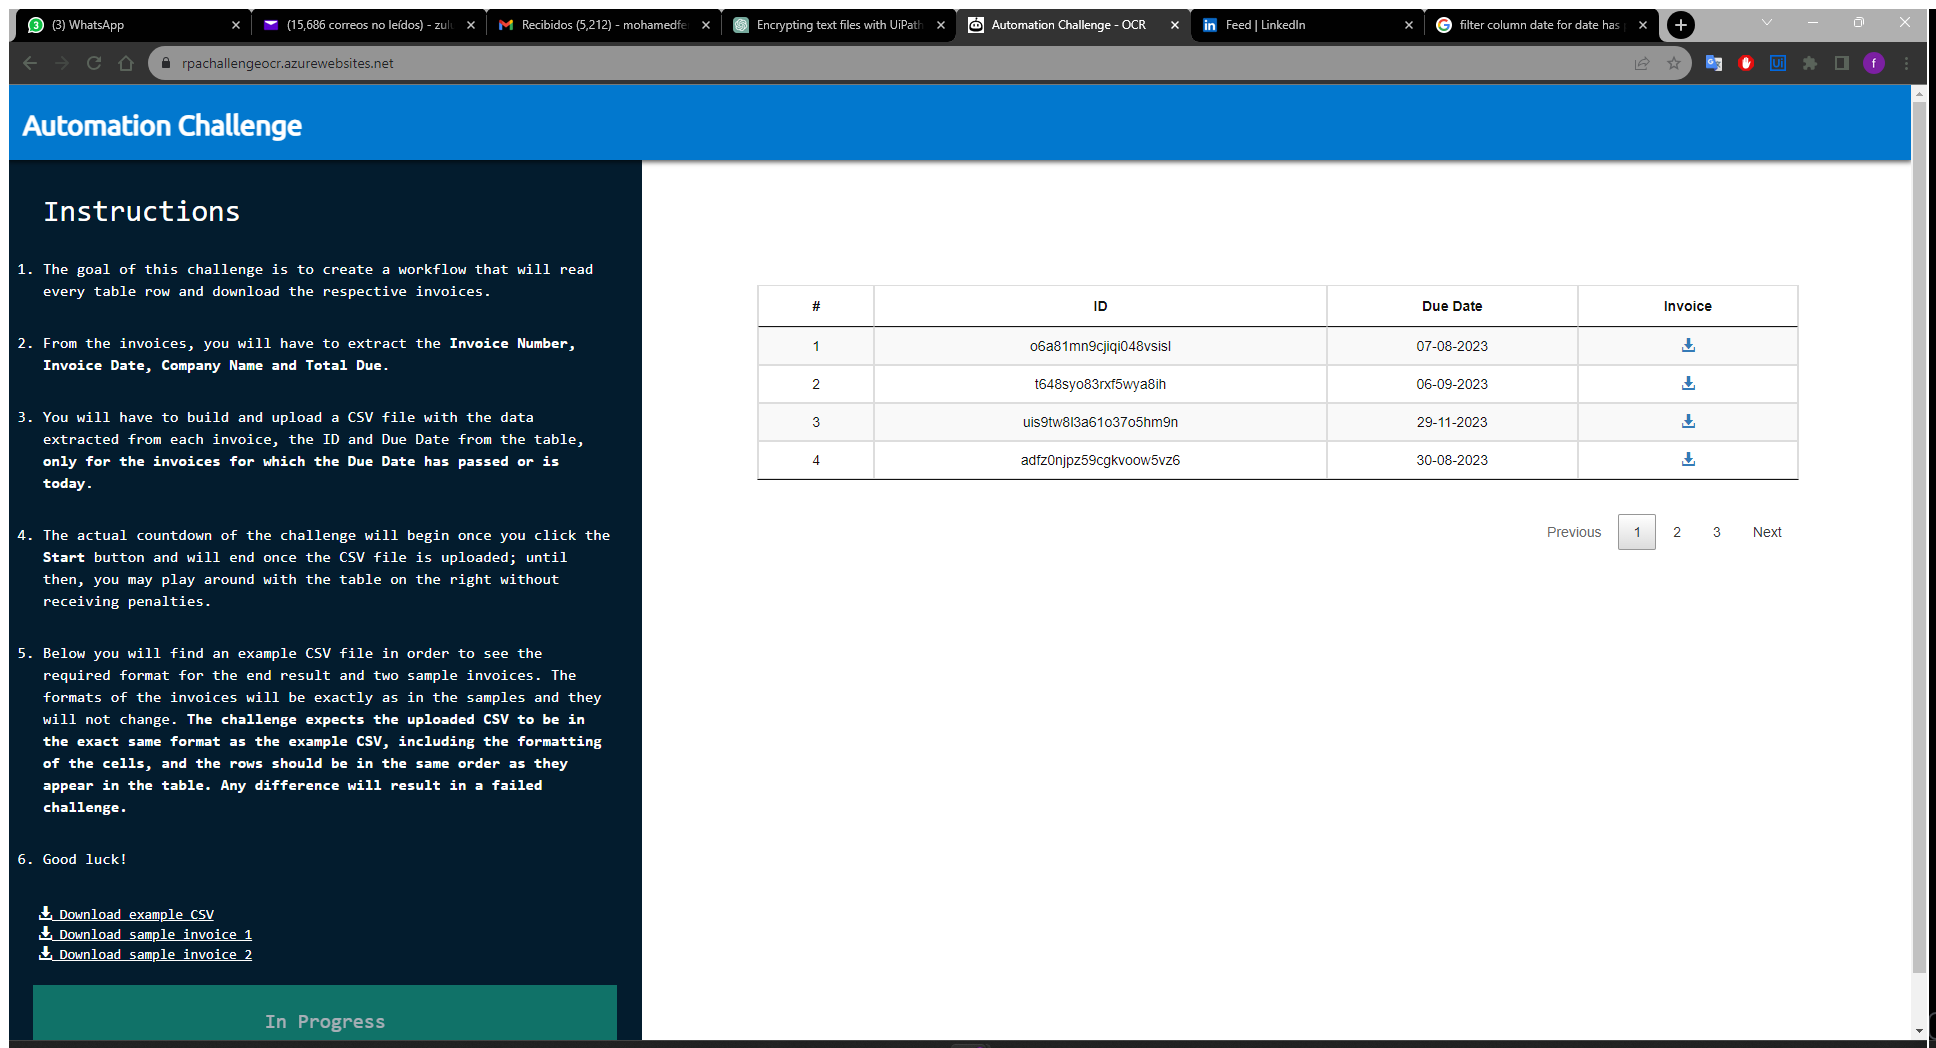 (3) WhatsApp
(15,686 correos no leídos) - zul
Recibidos (5,212) - mohamedfe
Encrypting text files with UiPath
Automation Challenge - OCR
Feed | LinkedIn
filter column date for date has
rpachallengeocr.azurewebsites.net
Automation Challenge
Instructions
1. The goal of this challenge is to create a workflow that will read
every table row and download the respective invoices.
2. From the invoices, you will have to extract the Invoice Number,
Invoice Date, Company Name and Total Due.
3. You will have to build and upload a CSV file with the data
extracted from each invoice, the ID and Due Date from the table,
only for the invoices for which the Due Date has passed or is
today.
4. The actual countdown of the challenge will begin once you click the
Start button and will end once the CSV file is uploaded; until
then, you may play around with the table on the right without
receiving penalties.
5. Below you will find an example CSV file in order to see the
required format for the end result and two sample invoices. The
formats of the invoices will be exactly as in the samples and they
will not change. The challenge expects the uploaded CSV to be in
the exact same format as the example CSV, including the formatting
of the cells, and the rows should be in the same order as they
appear in the table. Any difference will result in a failed
challenge.
6. Good luck!
Download example CSV
Download sample invoice 1
Download sample invoice 2
In Progress
# ID Due Date Invoice
1 o6a81mn9cjiqi048vsisl 07-08-2023
2 t648syo83rxf5wya8ih 06-09-2023
3 uis9tw8l3a61o37o5hm9n 29-11-2023
4 adfz0njpz59cgkvoow5vz6 30-08-2023
Previous 1 2 3 Next